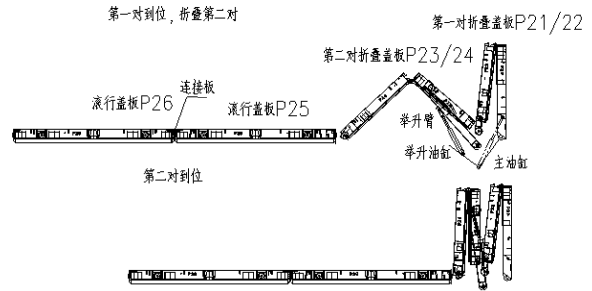 第一对到位，折叠第二对
第一对折叠盖板P21/22
第二对折叠盖板P23/24
连接板
滚行盖板P26
滚行盖板P25
举升臂
举升油缸
主油缸
第二对到位